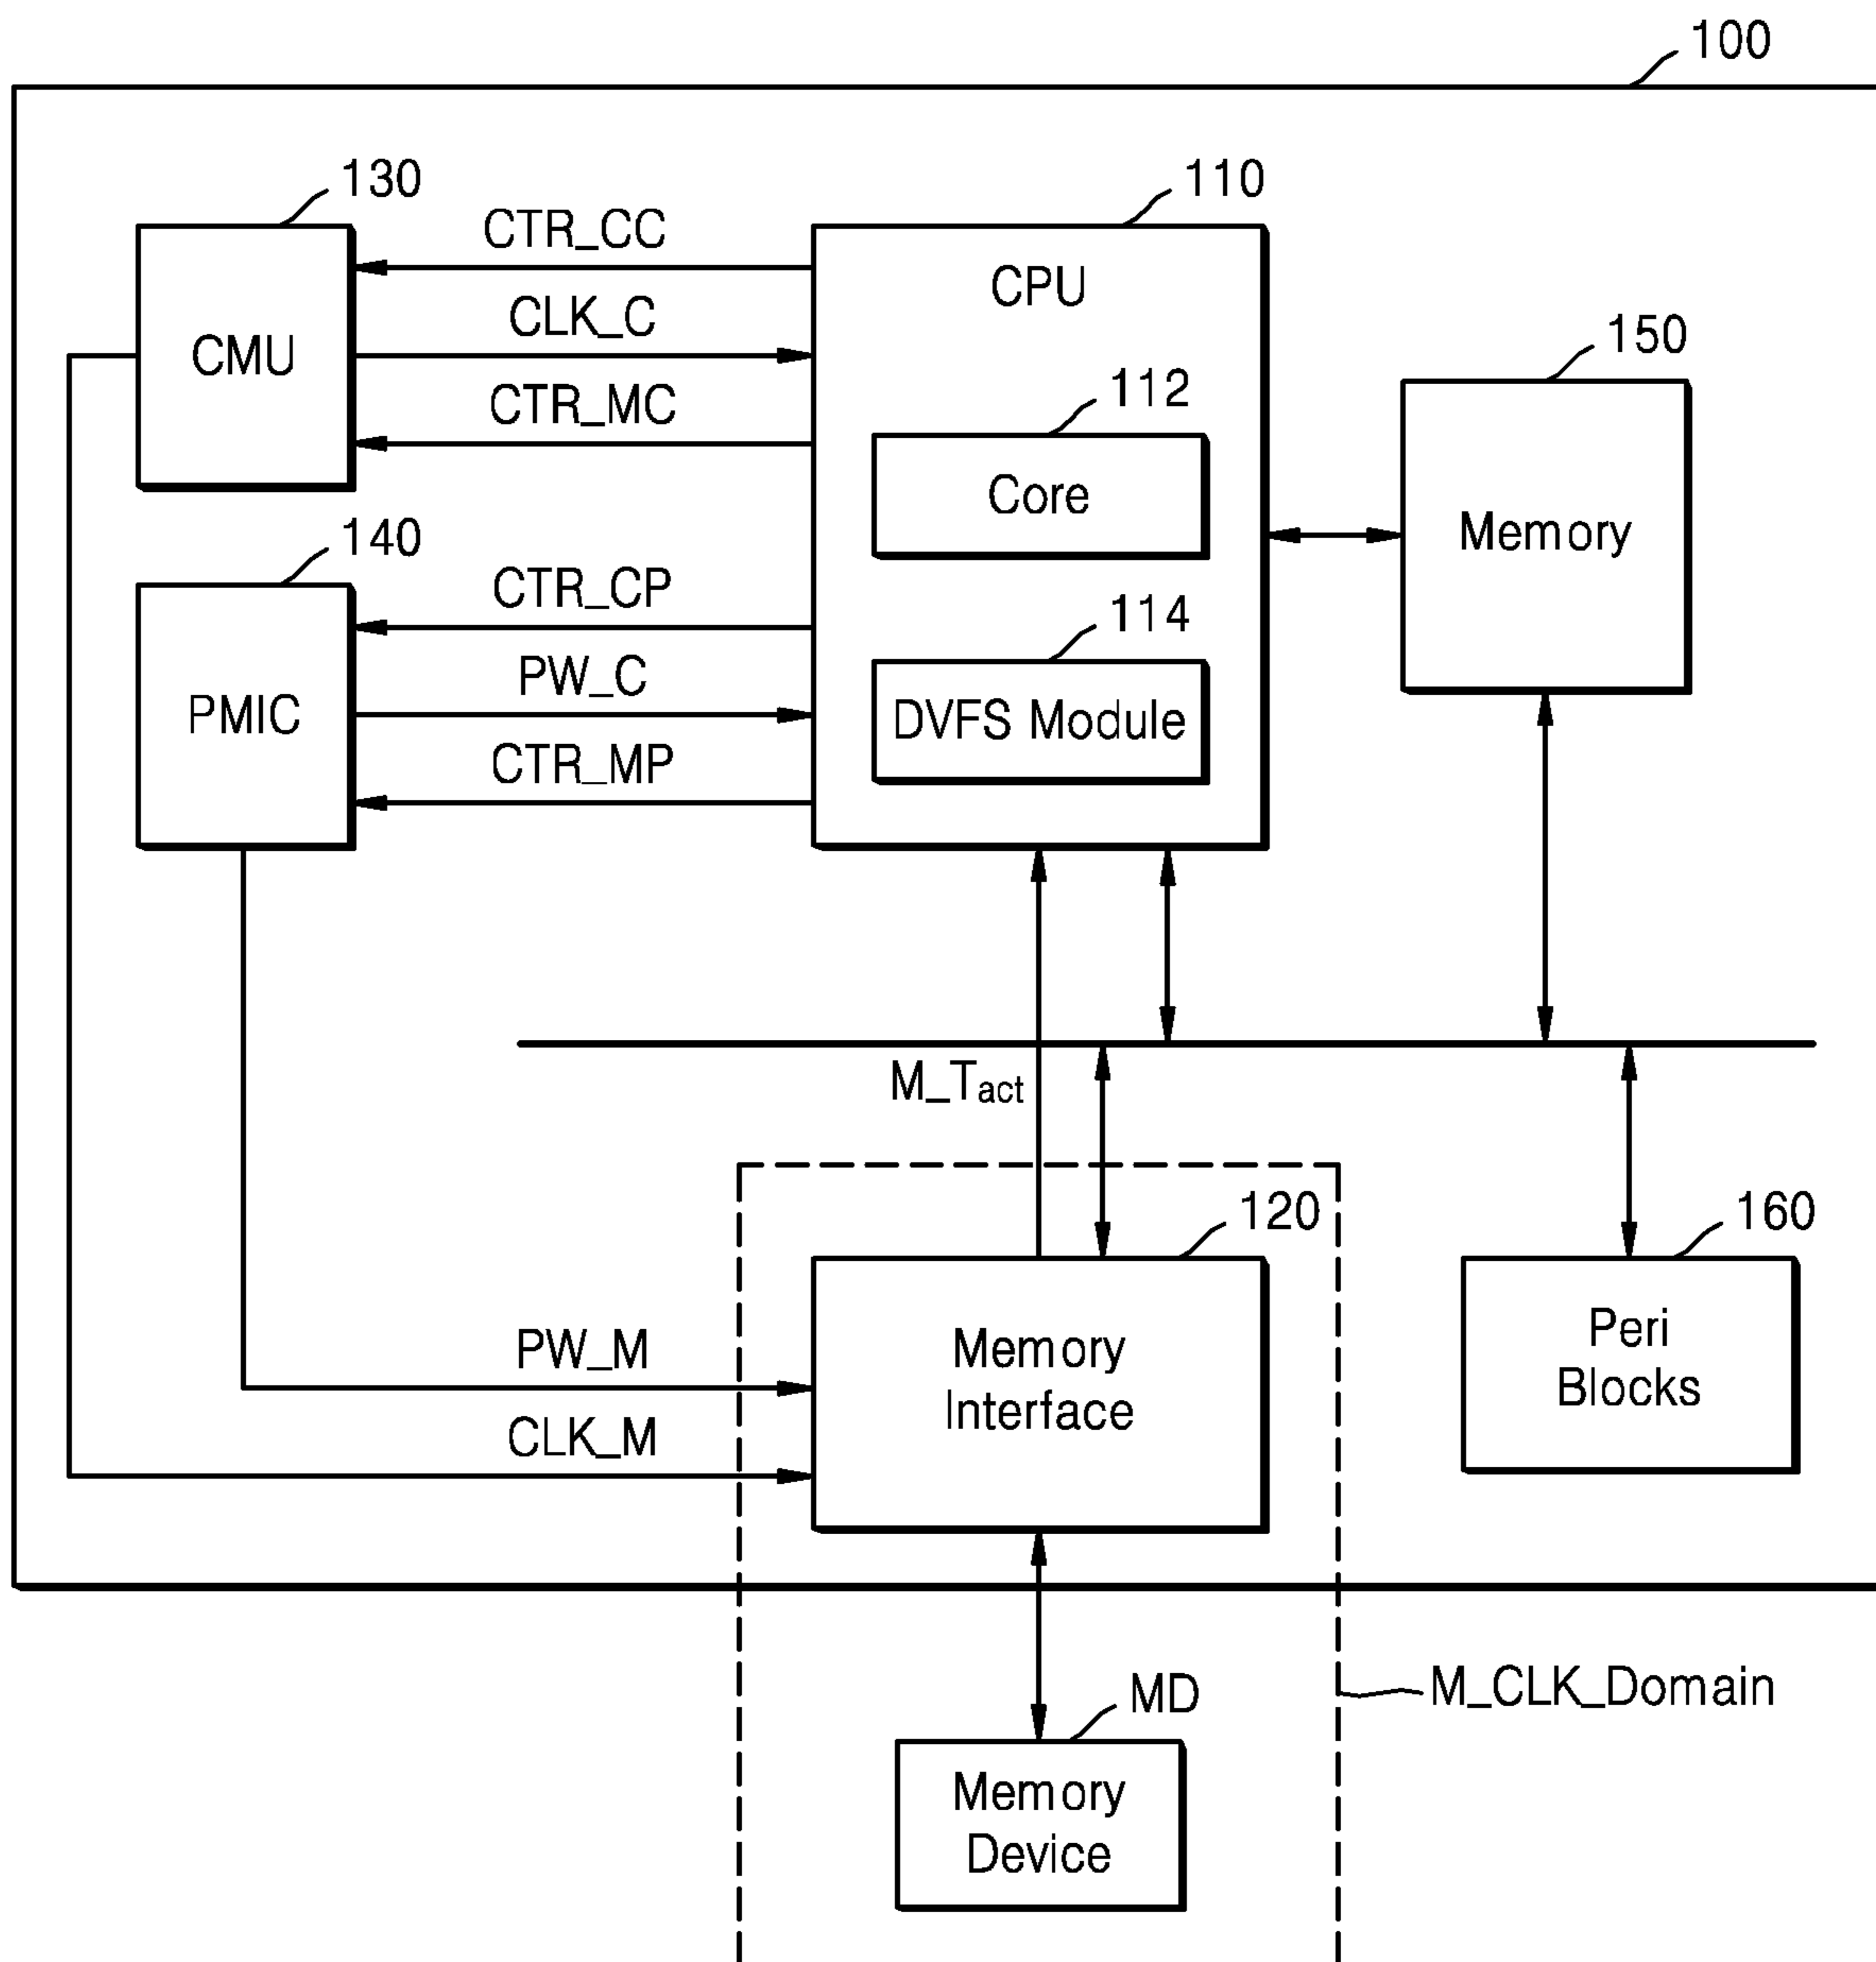 100
130
110
CTR_CC
CPU
CLK_C
CMU
150
CTR_MC
112
Core
Memory
140
CTR_CP
114
PW_C
PMIC
DVFS Module
CTR_MP
M_Tact
120
160
PW_M
Memory
Interface
Peri
Blocks
CLK_M
MD
M_CLK_Domain
Memory
Device